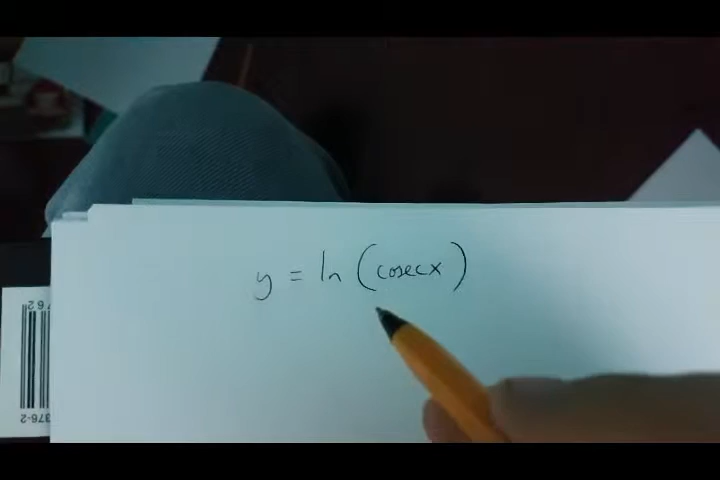 y = ln (cosecx)